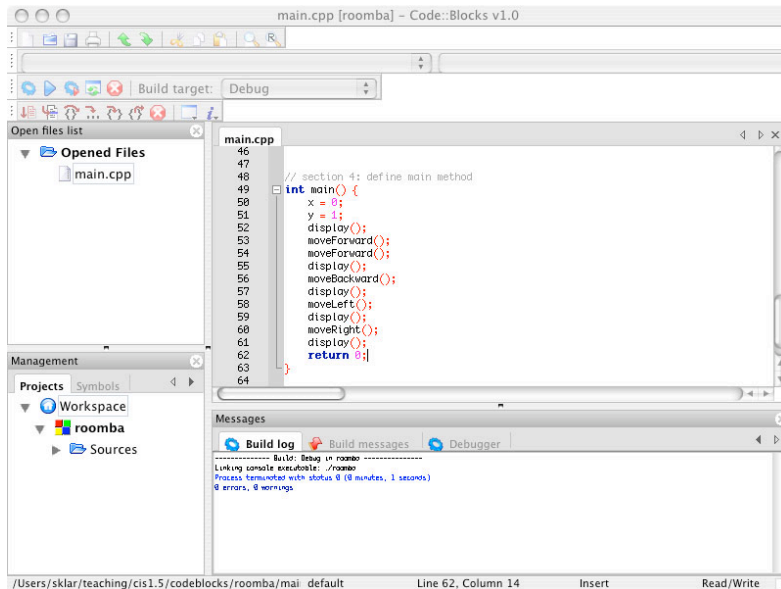 main.cpp [roomba] – Code::Blocks v1.0
Build target: Debug
Open files list
Opened Files
main.cpp
main.cpp
46
47
48 // section 4: define main method
49 int main() {
50 x = 0;
51 y = 1;
52 display();
53 moveForward();
54 moveForward();
55 display();
56 moveBackward();
57 display();
58 moveLeft();
59 display();
60 moveRight();
61 display();
62 return 0;
63 }
64
Management
Projects Symbols
Workspace
roomba
Sources
Messages
Build log Build messages Debugger
-------------- Build: Debug in roomba ---------------
Linking console executable: ./roomba
Process terminated with status 0 (0 minutes, 1 seconds)
0 errors, 0 warnings
/Users/sklar/teaching/cis1.5/codeblocks/roomba/mai default Line 62, Column 14 Insert Read/Write